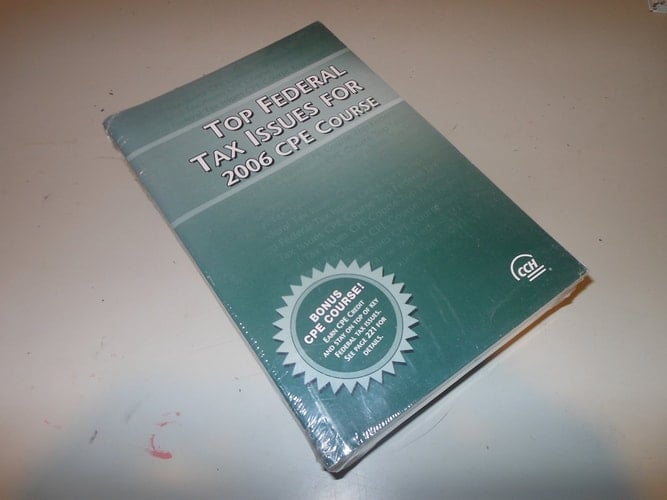 Top Federal
Tax Issues for
2006 CPE Course
BONUS
CPE COURSE!
Earn CPE Credit
and stay on top of key
Federal tax issues.
See page 221 for
details.
CCH